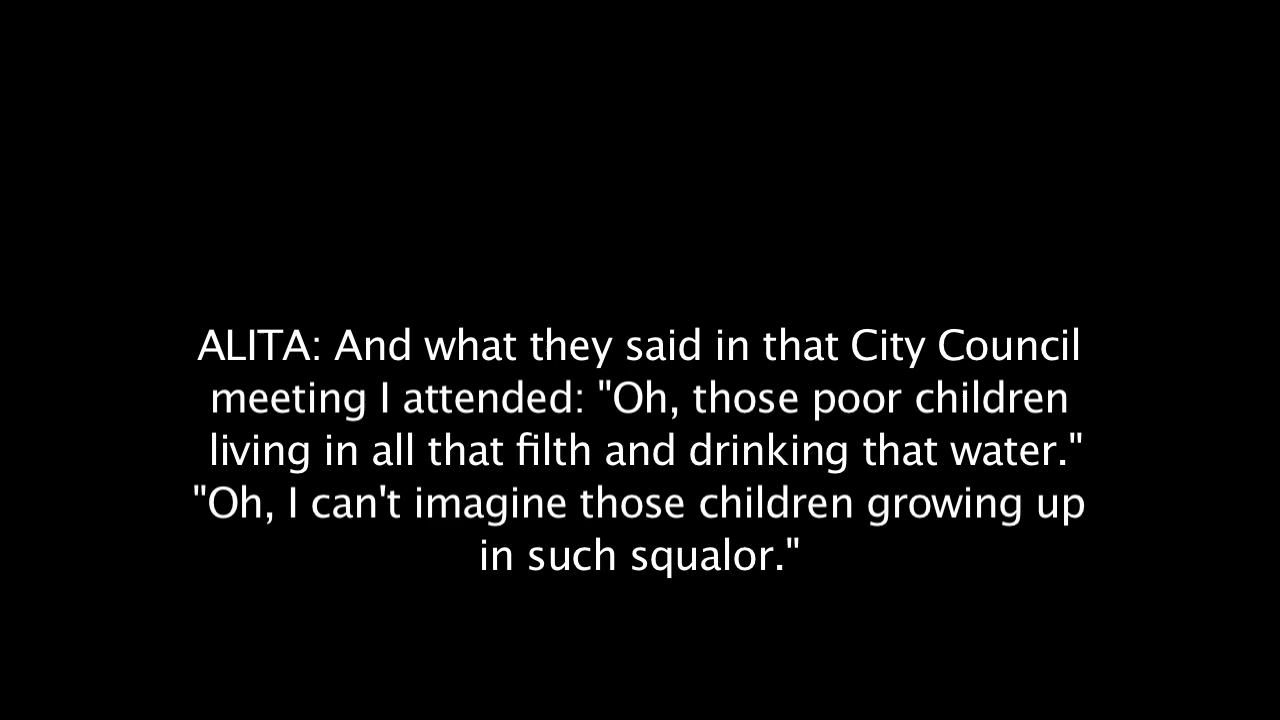 ALITA: And what they said in that City Council
meeting I attended: "Oh, those poor children
living in all that filth and drinking that water."
"Oh, I can't imagine those children growing up
in such squalor."